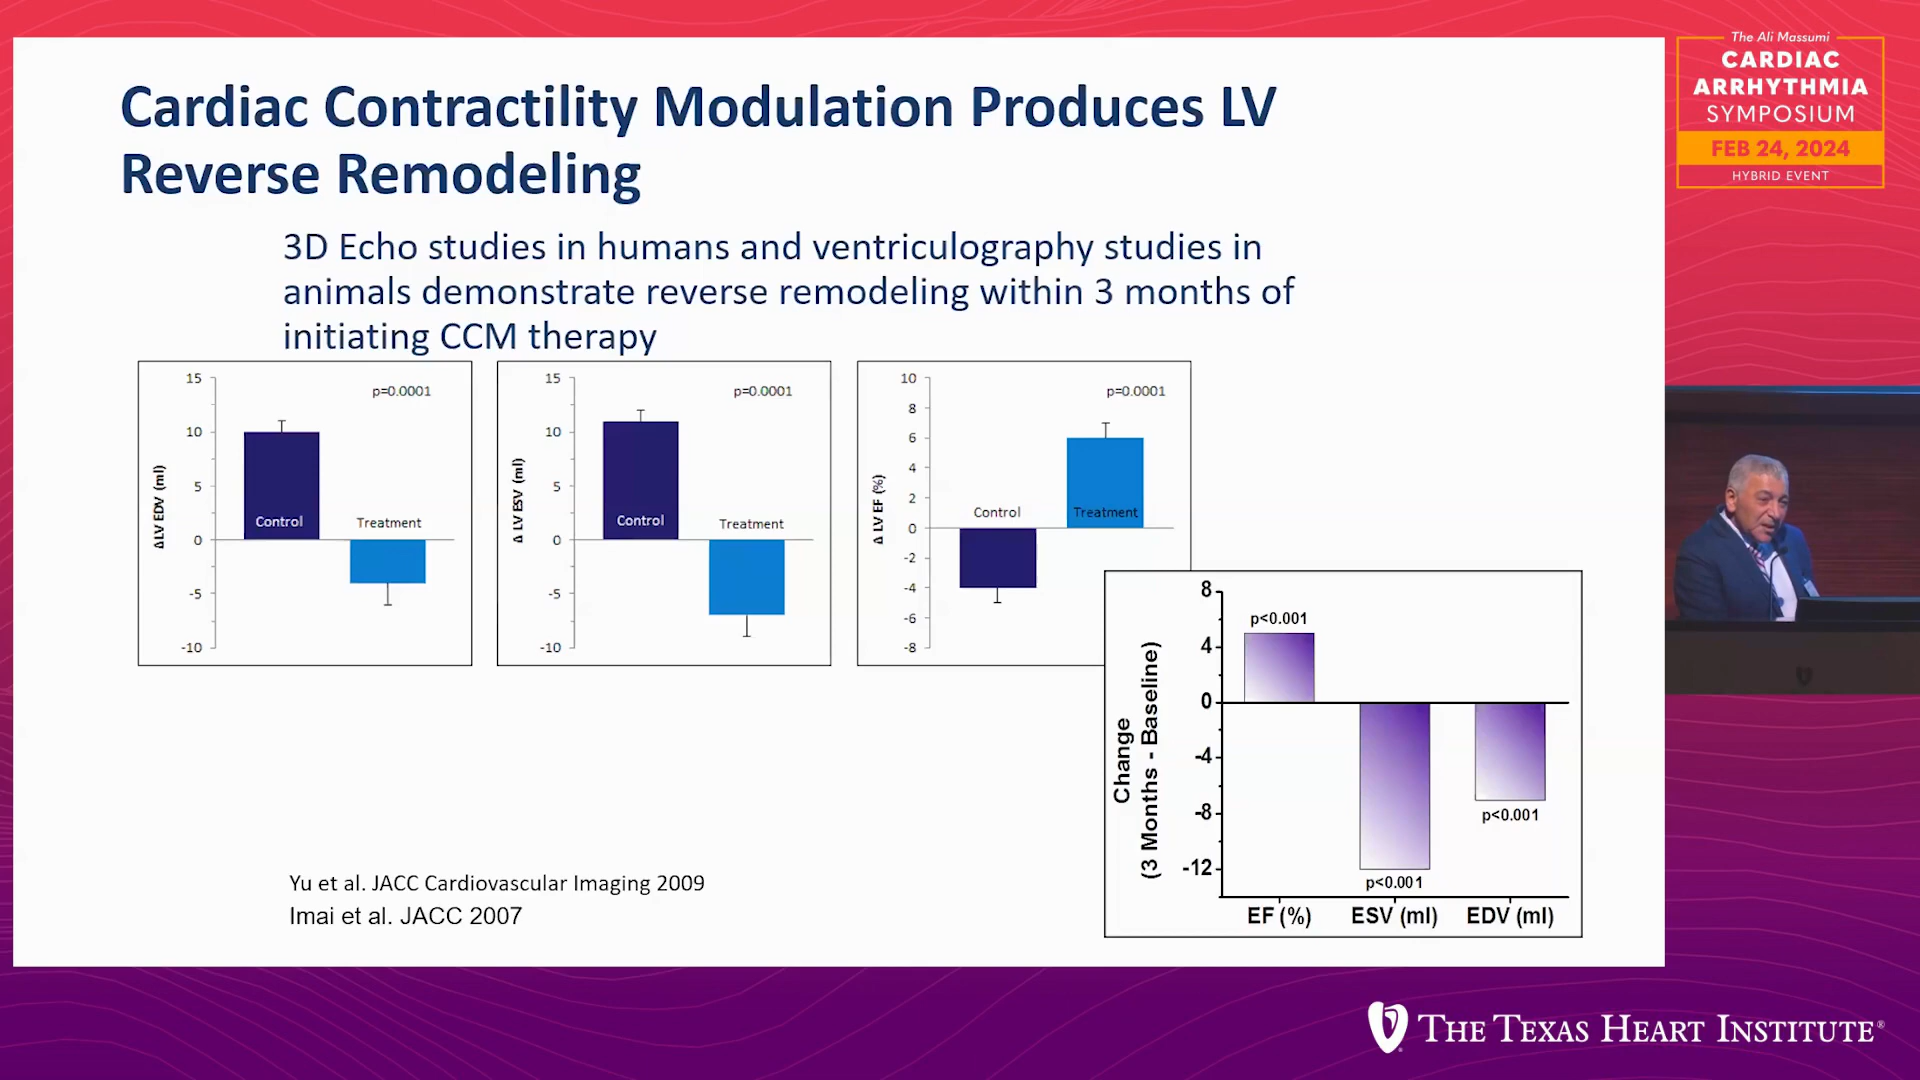 Cardiac Contractility Modulation Produces LV
Reverse Remodeling
3D Echo studies in humans and ventriculography studies in
animals demonstrate reverse remodeling within 3 months of
initiating CCM therapy
15
10
5
0
-5
-10
Δ LV EDV (ml)
p=0.0001
Control
Treatment
15
10
5
0
-5
-10
Δ LV ESV (ml)
p=0.0001
Control
Treatment
10
8
6
4
2
0
-2
-4
-6
-8
Δ LV EF (%)
p=0.0001
Control
Treatment
8
4
0
-4
-8
-12
Change
(3 Months - Baseline)
p<0.001
p<0.001
p<0.001
EF (%)
ESV (ml)
EDV (ml)
Yu et al. JACC Cardiovascular Imaging 2009
Imai et al. JACC 2007
The Ali Massumi
CARDIAC
ARRHYTHMIA
SYMPOSIUM
FEB 24, 2024
HYBRID EVENT
THE TEXAS HEART INSTITUTE®